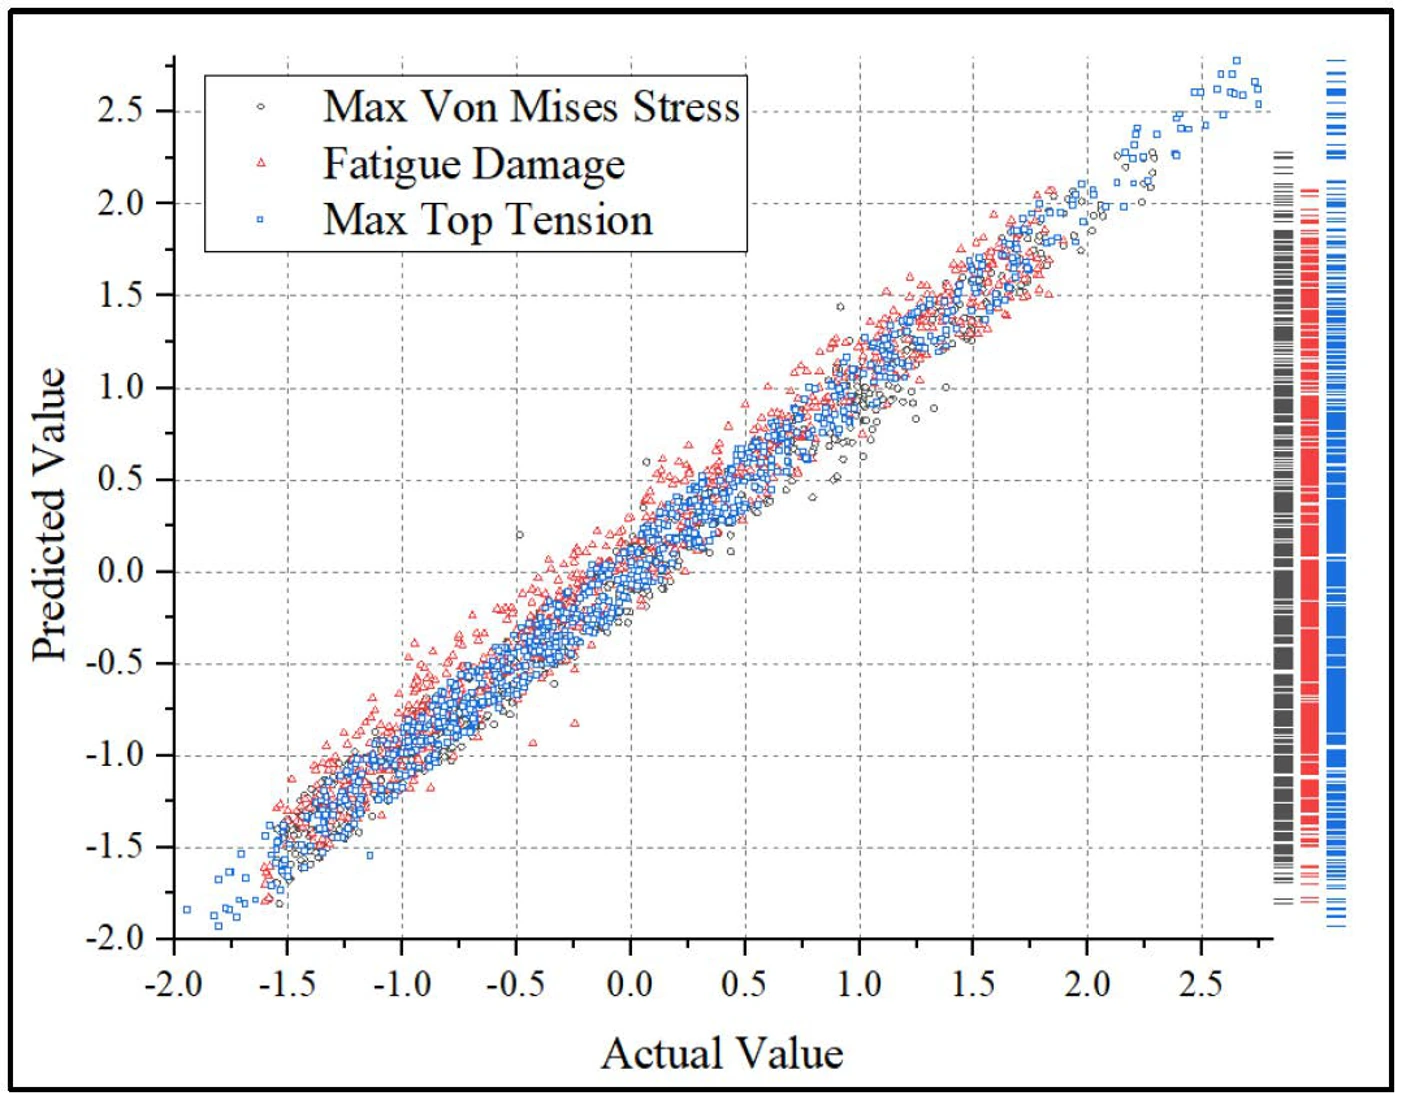 Max Von Mises Stress
Fatigue Damage
Max Top Tension
2.5
2.0
1.5
1.0
0.5
0.0
-0.5
-1.0
-1.5
-2.0
Predicted Value
-2.0 -1.5 -1.0 -0.5 0.0 0.5 1.0 1.5 2.0 2.5
Actual Value